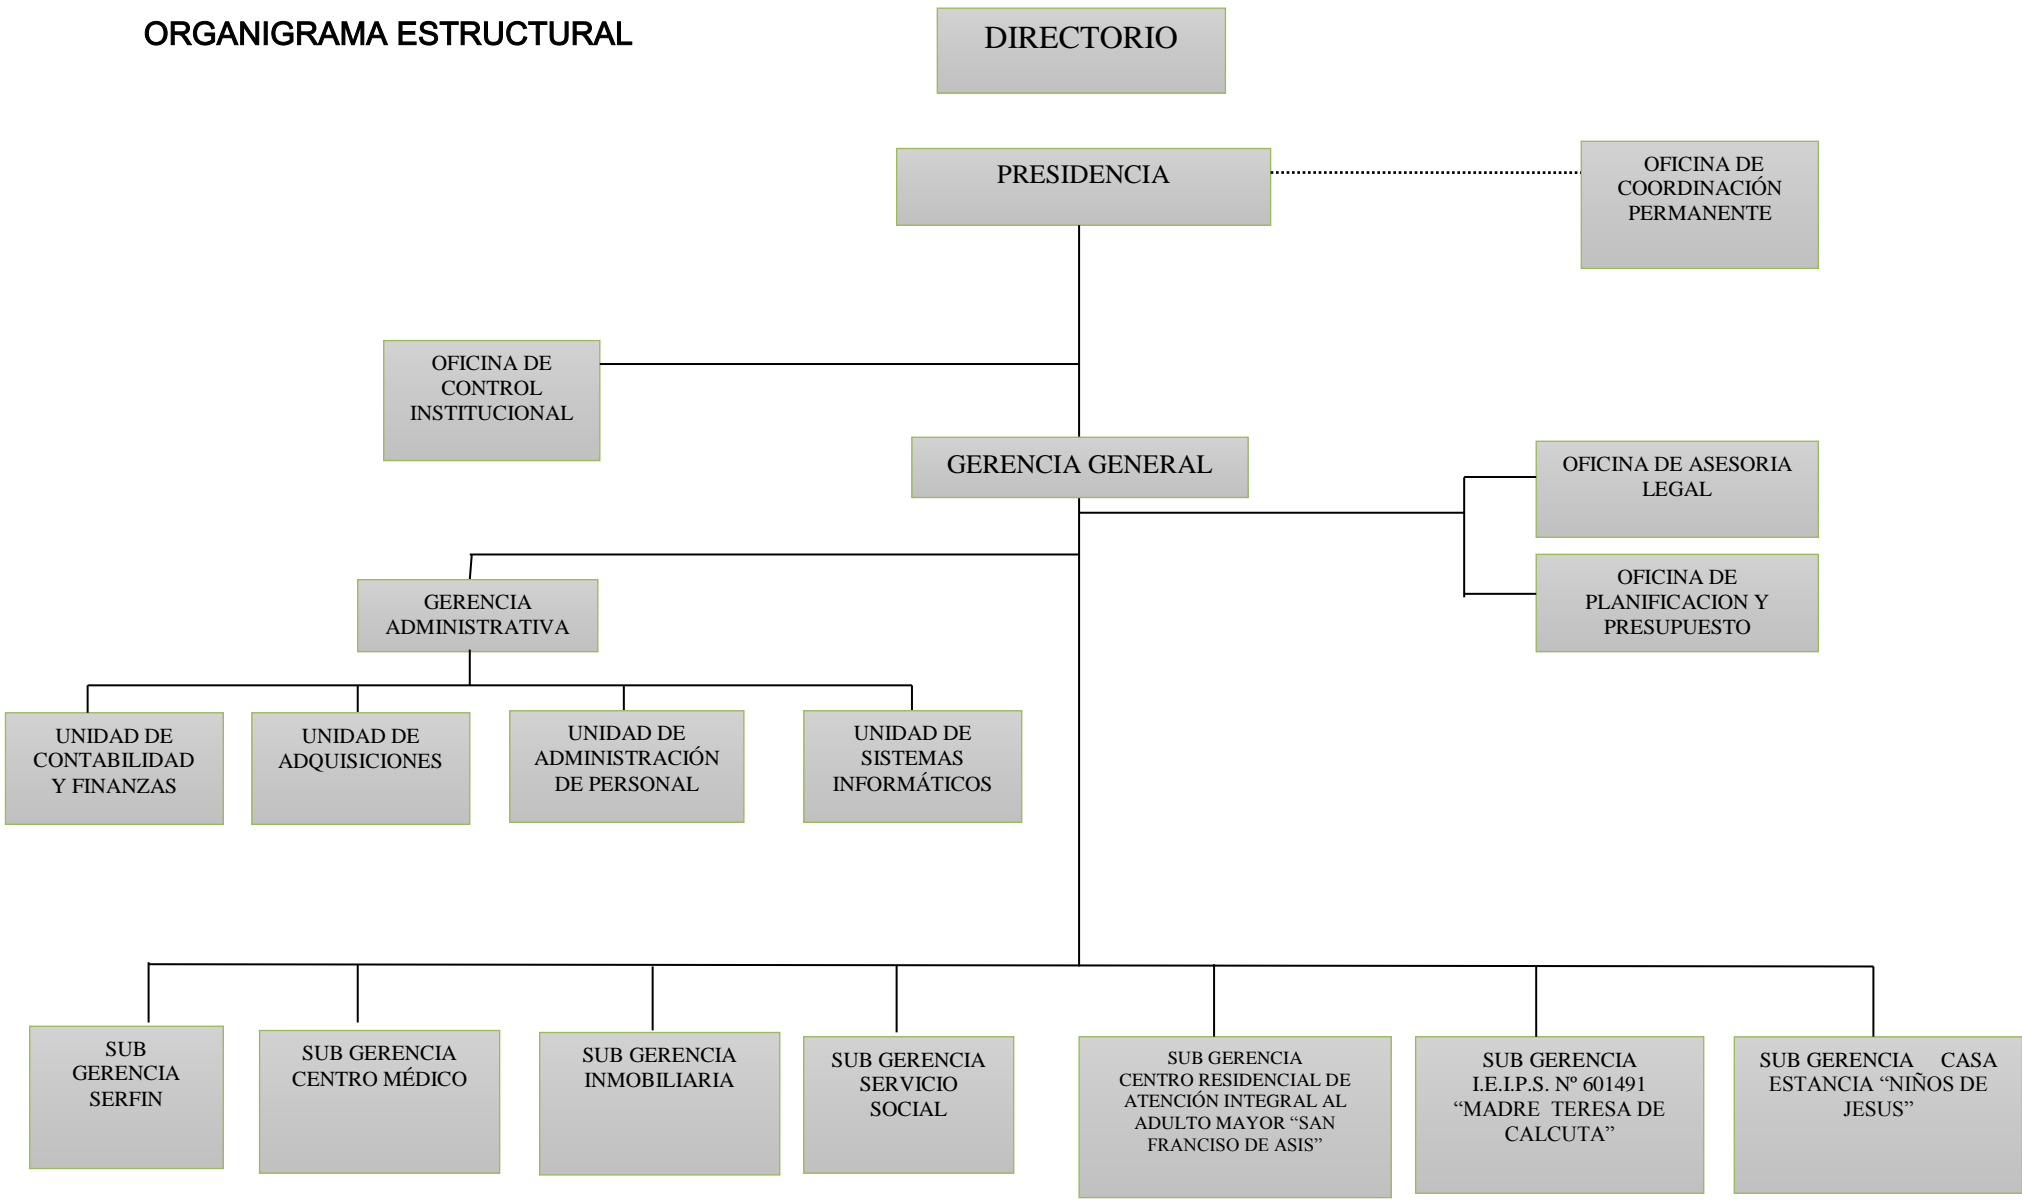 ORGANIGRAMA ESTRUCTURAL
DIRECTORIO
PRESIDENCIA
OFICINA DE
COORDINACIÓN
PERMANENTE
OFICINA DE
CONTROL
INSTITUCIONAL
GERENCIA GENERAL
OFICINA DE ASESORIA
LEGAL
OFICINA DE
PLANIFICACION Y
PRESUPUESTO
GERENCIA
ADMINISTRATIVA
UNIDAD DE
CONTABILIDAD
Y FINANZAS
UNIDAD DE
ADQUISICIONES
UNIDAD DE
ADMINISTRACIÓN
DE PERSONAL
UNIDAD DE
SISTEMAS
INFORMÁTICOS
SUB
GERENCIA
SERFIN
SUB GERENCIA
CENTRO MÉDICO
SUB GERENCIA
INMOBILIARIA
SUB GERENCIA
SERVICIO
SOCIAL
SUB GERENCIA
CENTRO RESIDENCIAL DE
ATENCIÓN INTEGRAL AL
ADULTO MAYOR “SAN
FRANCISO DE ASIS”
SUB GERENCIA
I.E.I.P.S. Nº 601491
“MADRE TERESA DE
CALCUTA”
SUB GERENCIA CASA
ESTANCIA “NIÑOS DE
JESUS”